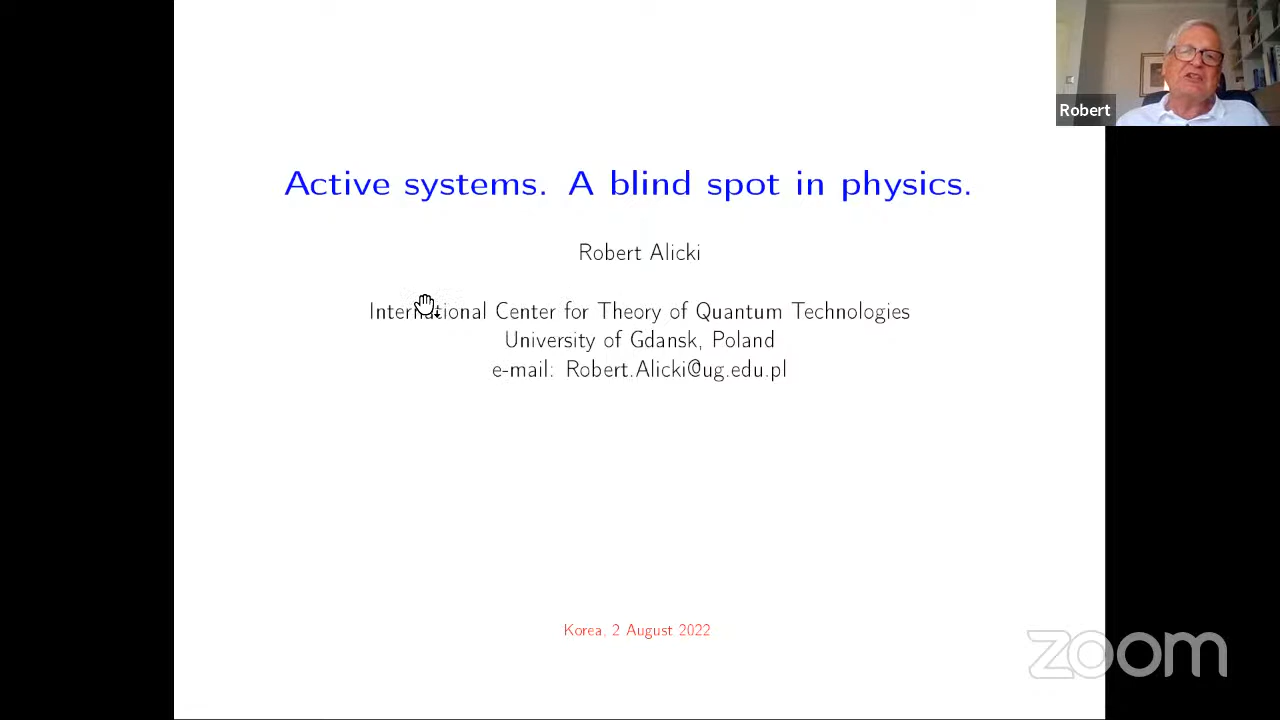 Robert
Active systems. A blind spot in physics.
Robert Alicki
International Center for Theory of Quantum Technologies
University of Gdansk, Poland
e-mail: Robert.Alicki@ug.edu.pl
Korea, 2 August 2022
zoom